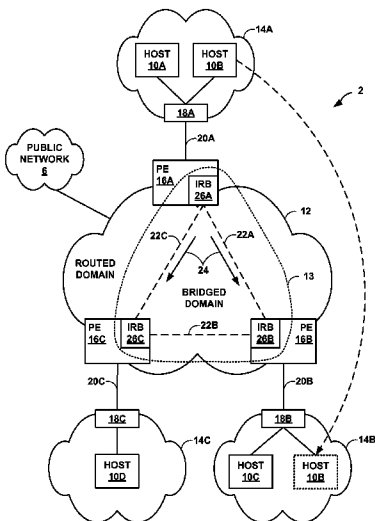 14A
HOST
10A
HOST
10B
2
18A
20A
PUBLIC
NETWORK
6
PE
16A
IRB
26A
12
22C
22A
13
ROUTED
DOMAIN
24
BRIDGED
DOMAIN
PE
16C
IRB
26C
22B
IRB
26B
PE
16B
20C
20B
18C
14C
18B
14B
HOST
10D
HOST
10C
HOST
10B